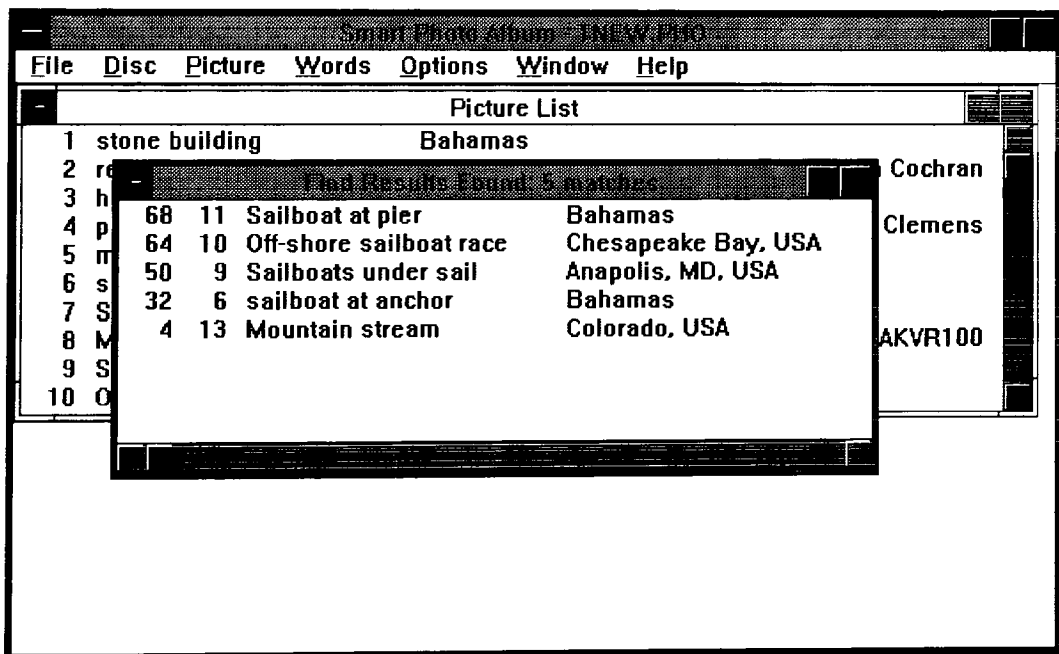 Smart Photo Album - TNEW.PHO
File Disc Picture Words Options Window Help
Picture List
1 stone building Bahamas
2 re Cochran
3 h
4 p Clemens
5 m
6 s
7 S
8 M AKVR100
9 S
10 O
Find Results Found: 5 matches
68 11 Sailboat at pier Bahamas
64 10 Off-shore sailboat race Chesapeake Bay, USA
50 9 Sailboats under sail Anapolis, MD, USA
32 6 sailboat at anchor Bahamas
4 13 Mountain stream Colorado, USA